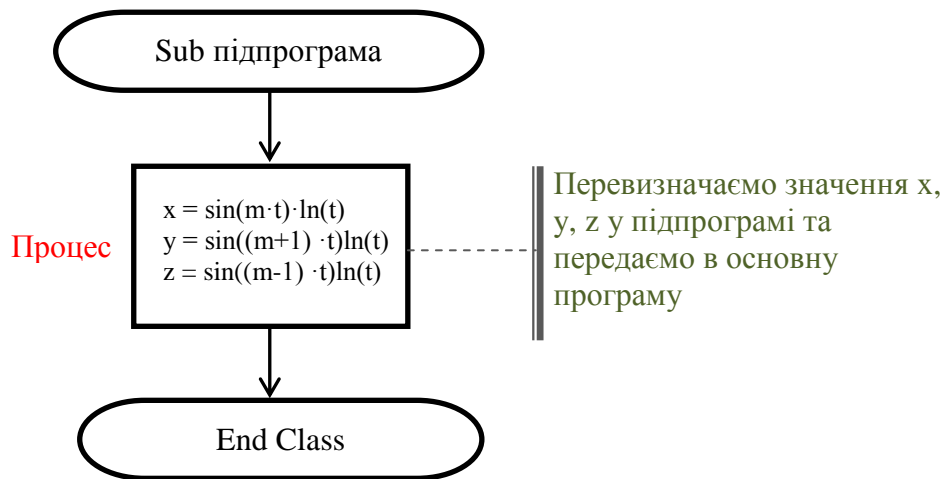 Sub підпрограма
Процес
x = sin(m·t)·ln(t)
y = sin((m+1) ·t)ln(t)
z = sin((m-1) ·t)ln(t)
Перевизначаємо значення x,
y, z у підпрограмі та
передаємо в основну
програму
End Class